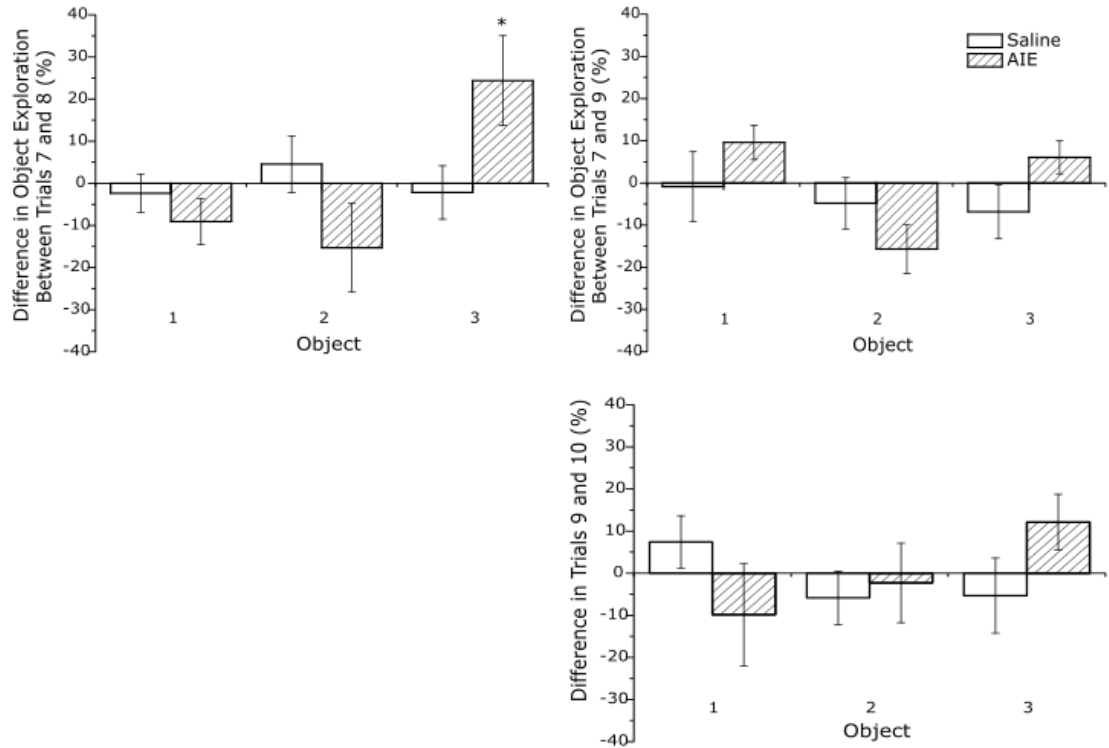 Difference in Object Exploration
Between Trials 7 and 8 (%)
40
30
20
10
0
-10
-20
-30
-40
*
1 2 3
Object
Difference in Object Exploration
Between Trials 7 and 9 (%)
40
30
20
10
0
-10
-20
-30
-40
Saline
AIE
1 2 3
Object
Difference in Trials 9 and 10 (%)
40
30
20
10
0
-10
-20
-30
-40
1 2 3
Object